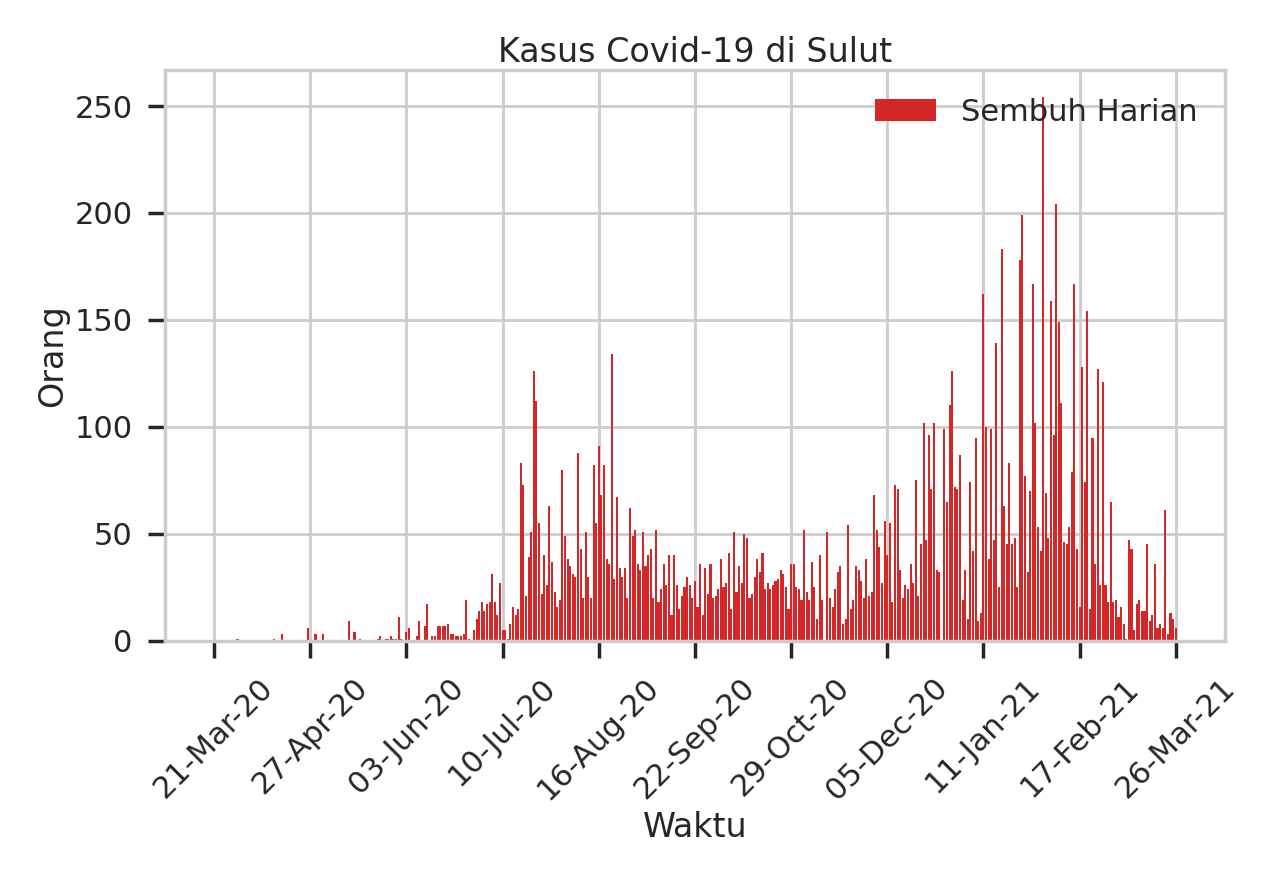 Kasus Covid-19 di Sulut
Sembuh Harian
250
200
150
100
50
0
Orang
21-Mar-20
27-Apr-20
03-Jun-20
10-Jul-20
16-Aug-20
22-Sep-20
29-Oct-20
05-Dec-20
11-Jan-21
17-Feb-21
26-Mar-21
Waktu